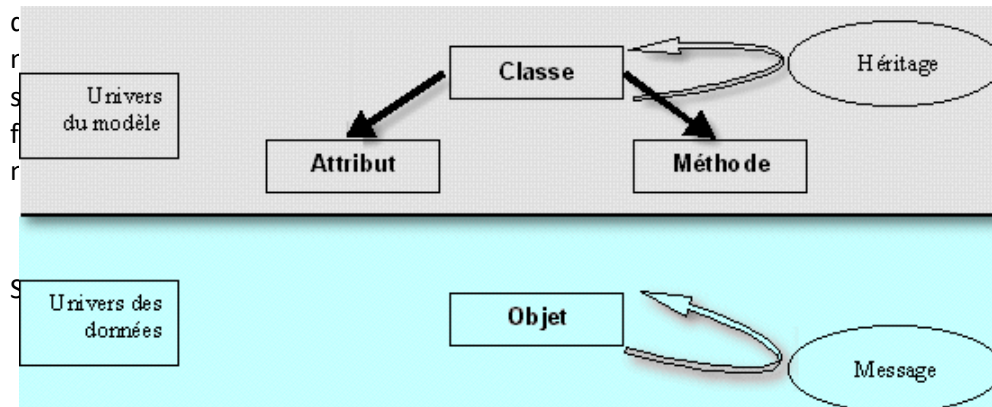 Classe
Héritage
Univers
du modèle
Attribut
Méthode
Univers des
données
Objet
Message